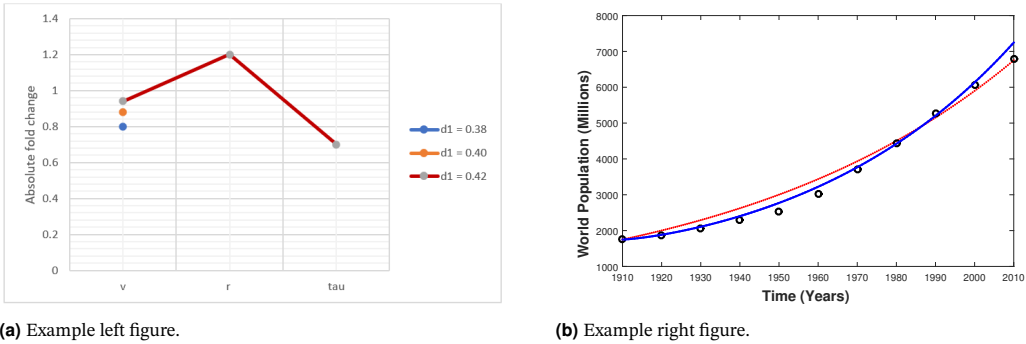 1.4
1.2
1
0.8
0.6
0.4
0.2
0
Absolute fold change
v r tau
d1 = 0.38
d1 = 0.40
d1 = 0.42
(a) Example left figure.
8000
7000
6000
5000
4000
3000
2000
1000
World Population (Millions)
1910 1920 1930 1940 1950 1960 1970 1980 1990 2000 2010
Time (Years)
(b) Example right figure.